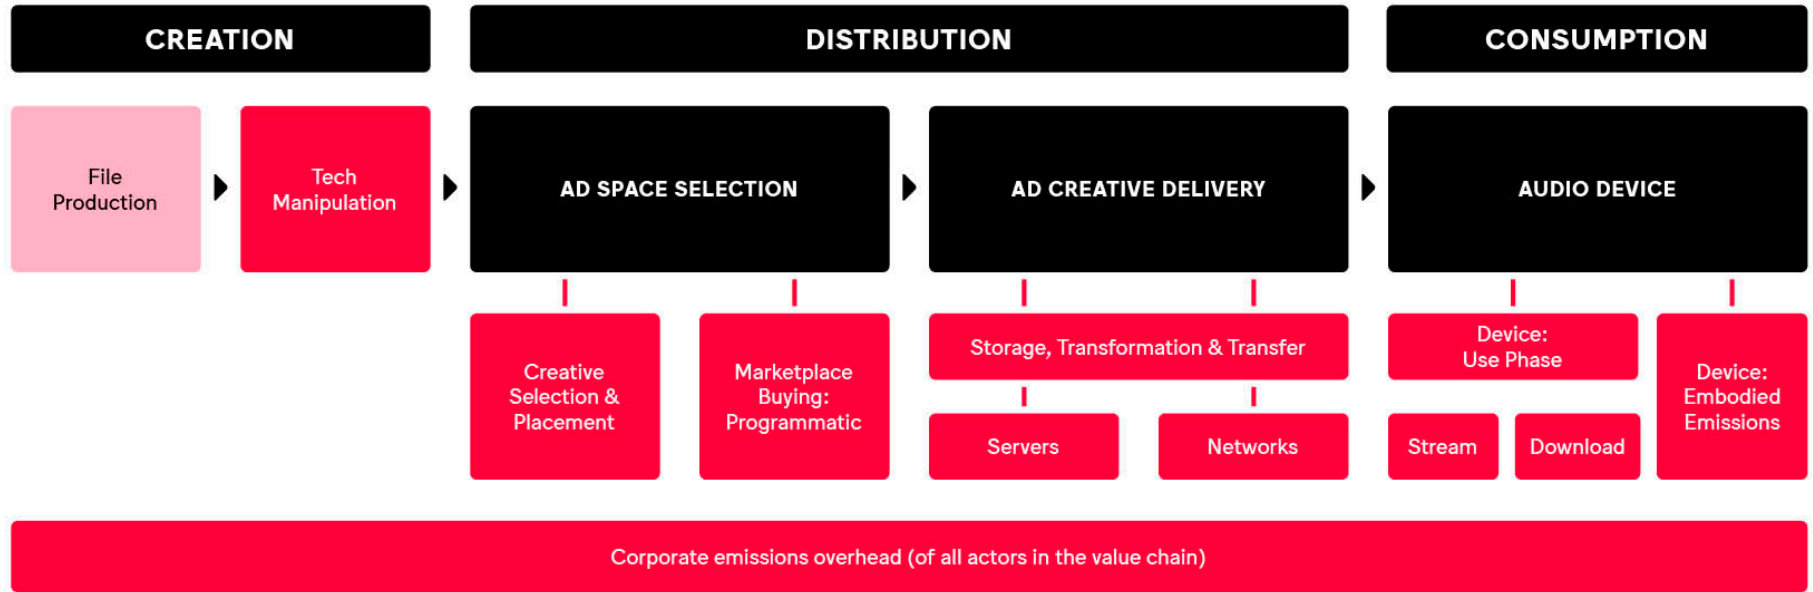 CREATION
DISTRIBUTION
CONSUMPTION
File
Production
Tech
Manipulation
AD SPACE SELECTION
AD CREATIVE DELIVERY
AUDIO DEVICE
Creative
Selection &
Placement
Marketplace
Buying:
Programmatic
Storage, Transformation & Transfer
Servers
Networks
Device:
Use Phase
Stream
Download
Device:
Embodied
Emissions
Corporate emissions overhead (of all actors in the value chain)